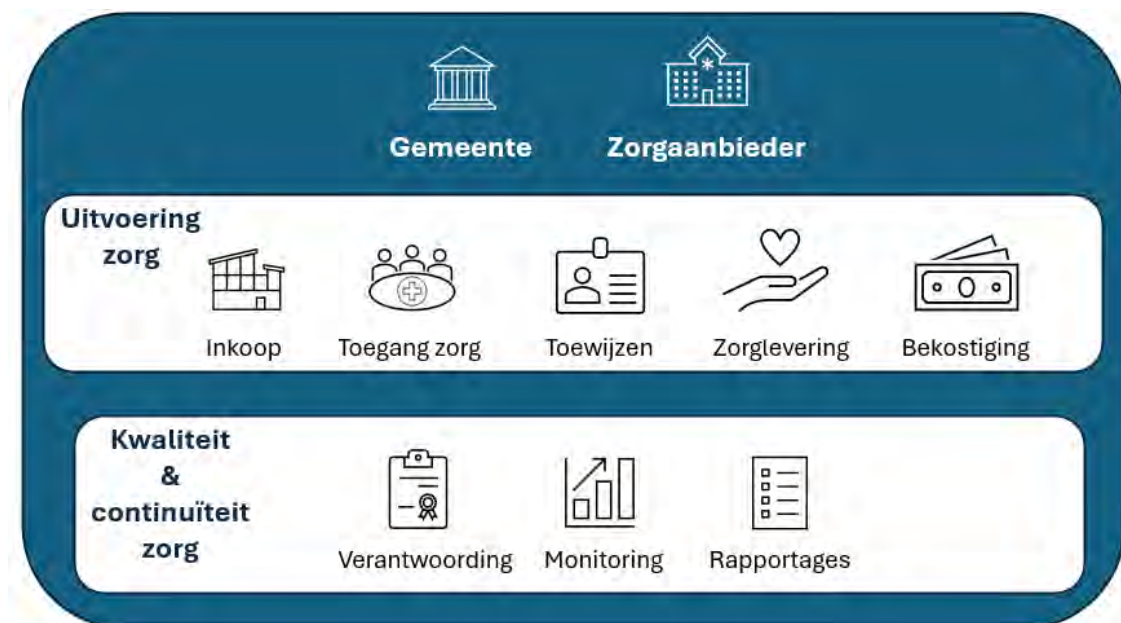 Gemeente
Zorgaanbieder
Uitvoering
zorg
Inkoop
Toegang zorg
Toewijzen
Zorglevering
Bekostiging
Kwaliteit
&
continuïteit
zorg
Verantwoording
Monitoring
Rapportages